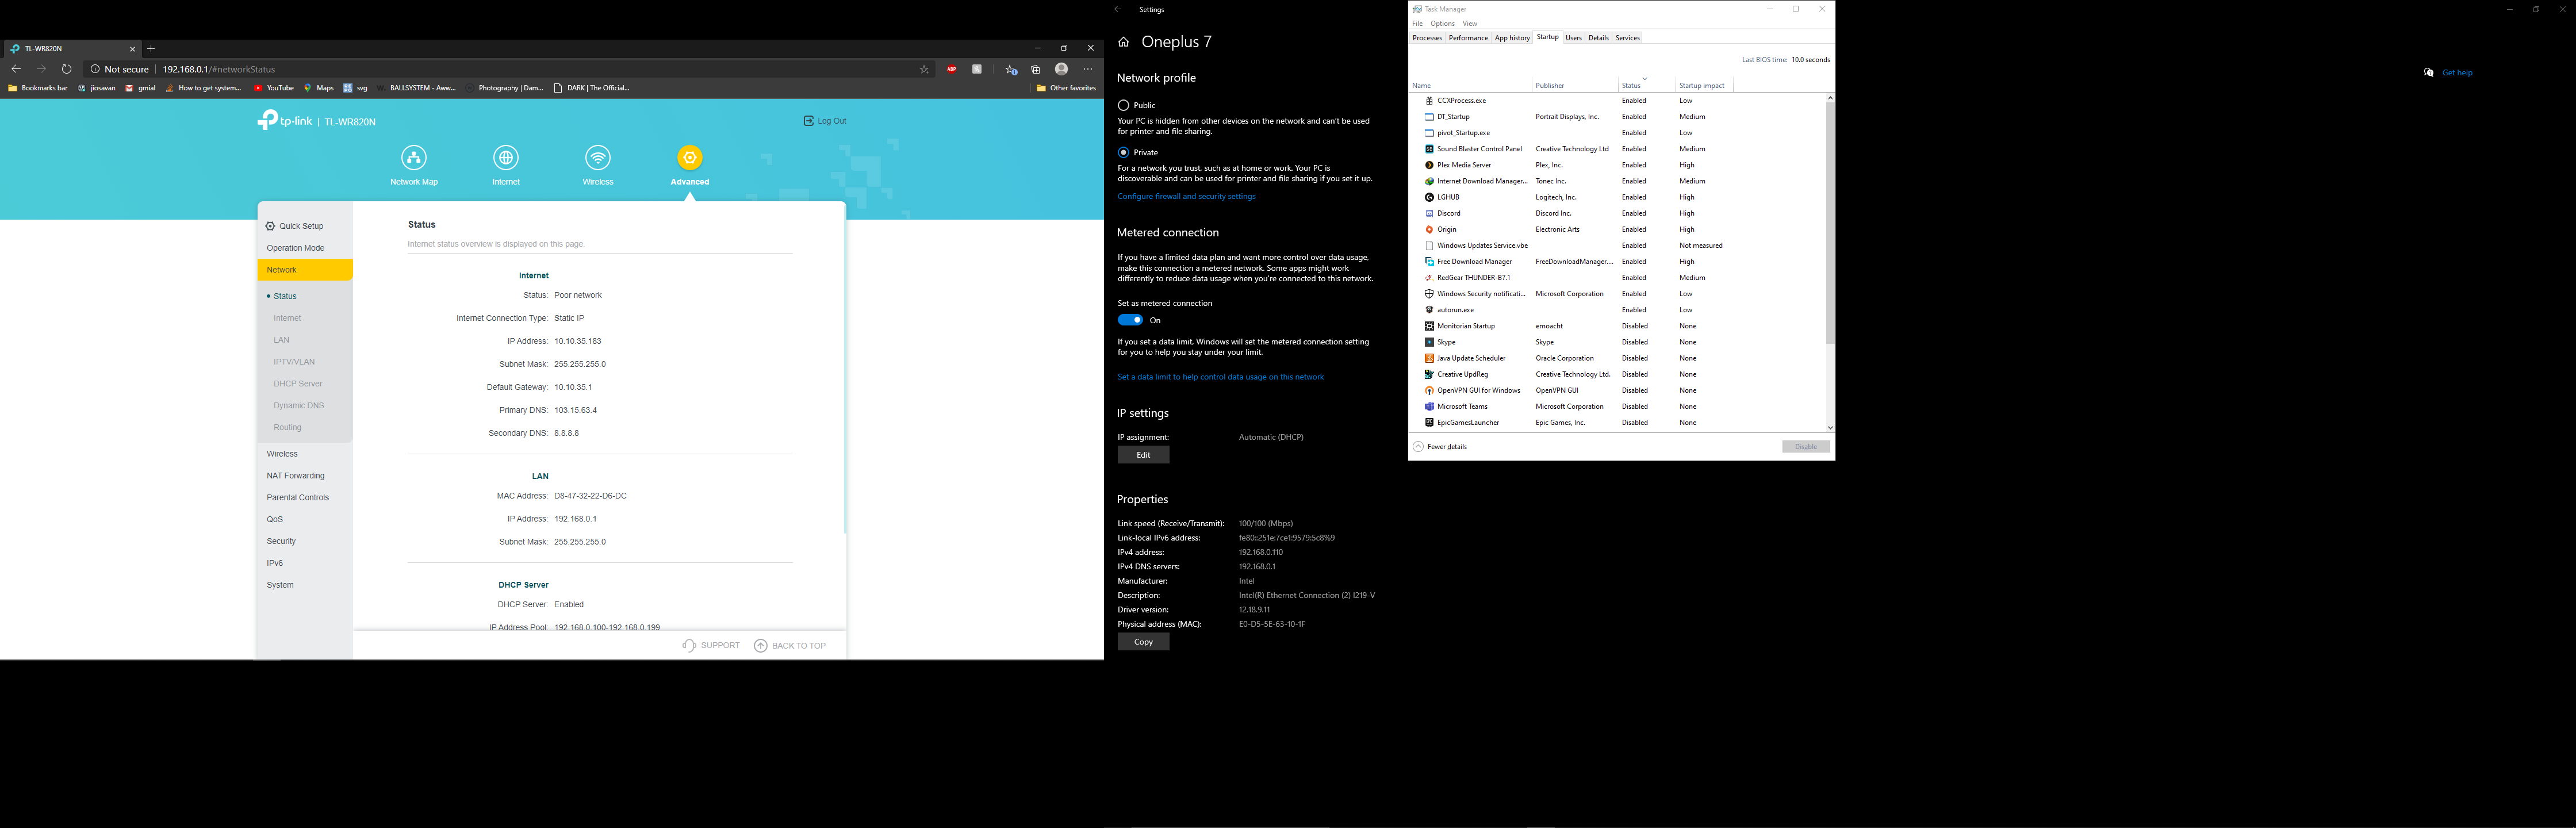 TL-WR820N
Not secure 192.168.0.1/#networkStatus
ABP
Bookmarks bar jiosavan gmial How to get system... YouTube Maps svg BALLSYSTEM - Aww... Photography | Dam... DARK | The Official... Other favorites
tp-link | TL-WR820N
Log Out
Network Map Internet Wireless Advanced
Quick Setup
Operation Mode
Network
Status
Internet
LAN
IPTV/VLAN
DHCP Server
Dynamic DNS
Routing
Wireless
NAT Forwarding
Parental Controls
QoS
Security
IPv6
System
Status
Internet status overview is displayed on this page.
Internet
Status: Poor network
Internet Connection Type: Static IP
IP Address: 10.10.35.183
Subnet Mask: 255.255.255.0
Default Gateway: 10.10.35.1
Primary DNS: 103.15.63.4
Secondary DNS: 8.8.8.8
LAN
MAC Address: D8-47-32-22-D6-DC
IP Address: 192.168.0.1
Subnet Mask: 255.255.255.0
DHCP Server
DHCP Server: Enabled
IP Address Pool: 192.168.0.100-192.168.0.199
SUPPORT BACK TO TOP
Settings
Oneplus 7
Network profile
Public
Your PC is hidden from other devices on the network and can't be used
for printer and file sharing.
Private
For a network you trust, such as at home or work. Your PC is
discoverable and can be used for printer and file sharing if you set it up.
Configure firewall and security settings
Metered connection
If you have a limited data plan and want more control over data usage,
make this connection a metered network. Some apps might work
differently to reduce data usage when you're connected to this network.
Set as metered connection
On
If you set a data limit, Windows will set the metered connection setting
for you to help you stay under your limit.
Set a data limit to help control data usage on this network
IP settings
IP assignment: Automatic (DHCP)
Edit
Properties
Link speed (Receive/Transmit): 100/100 (Mbps)
Link-local IPv6 address: fe80::251e:7ce1:9579:5c8%9
IPv4 address: 192.168.0.110
IPv4 DNS servers: 192.168.0.1
Manufacturer: Intel
Description: Intel(R) Ethernet Connection (2) I219-V
Driver version: 12.18.9.11
Physical address (MAC): E0-D5-5E-63-10-1F
Copy
Task Manager
File Options View
Processes Performance App history Startup Users Details Services
Last BIOS time: 10.0 seconds
Name Publisher Status Startup impact
CCXProcess.exe Enabled Low
DT_Startup Portrait Displays, Inc. Enabled Medium
pivot_Startup.exe Enabled Low
Sound Blaster Control Panel Creative Technology Ltd Enabled Medium
Plex Media Server Plex, Inc. Enabled High
Internet Download Manager... Tonec Inc. Enabled Medium
LGHUB Logitech, Inc. Enabled High
Discord Discord Inc. Enabled High
Origin Electronic Arts Enabled High
Windows Updates Service.vbe Enabled Not measured
Free Download Manager FreeDownloadManager.... Enabled High
RedGear THUNDER-B7.1 Enabled Medium
Windows Security notificati... Microsoft Corporation Enabled Low
autorun.exe Enabled Low
Monitorian Startup emoacht Disabled None
Skype Skype Disabled None
Java Update Scheduler Oracle Corporation Disabled None
Creative UpdReg Creative Technology Ltd. Disabled None
OpenVPN GUI for Windows OpenVPN GUI Disabled None
Microsoft Teams Microsoft Corporation Disabled None
EpicGamesLauncher Epic Games, Inc. Disabled None
Fewer details Disable
Get help